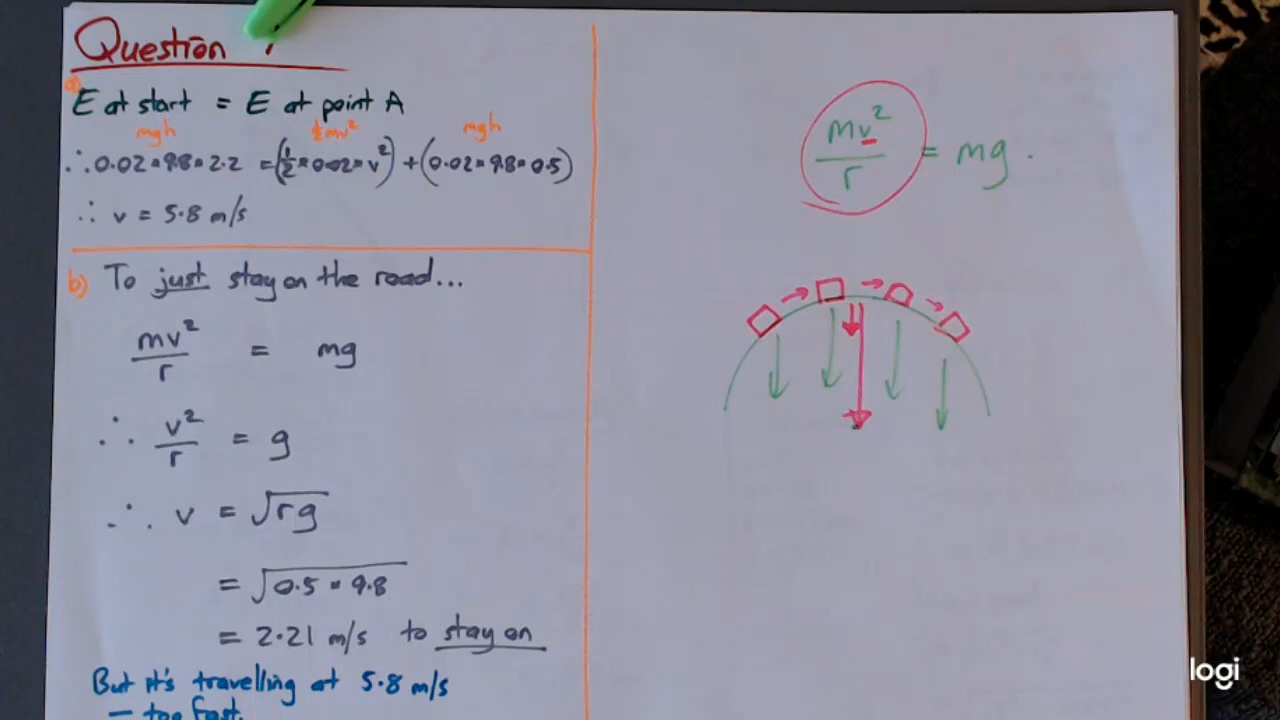 Question
a)
E at start = E at point A
mgh ½mv² mgh
∴ 0.02 × 9.8 × 2.2 = (½ × 0.02 × v²) + (0.02 × 9.8 × 0.5)
∴ v = 5.8 m/s
b) To just stay on the road...
mv²/r = mg
∴ v²/r = g
∴ v = √rg
= √0.5 × 9.8
= 2.21 m/s to stay on
But it's travelling at 5.8 m/s
– too fast.
mv²/r = mg.
logi